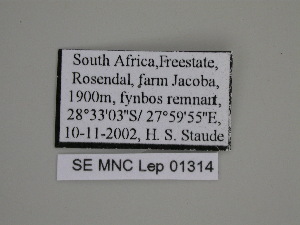 South Africa,Freestate,
Rosendal, farm Jacoba,
1900m, fynbos remnant,
28°33'03"S/ 27°59'55"E,
10-11-2002, H. S. Staude
SE MNC Lep 01314